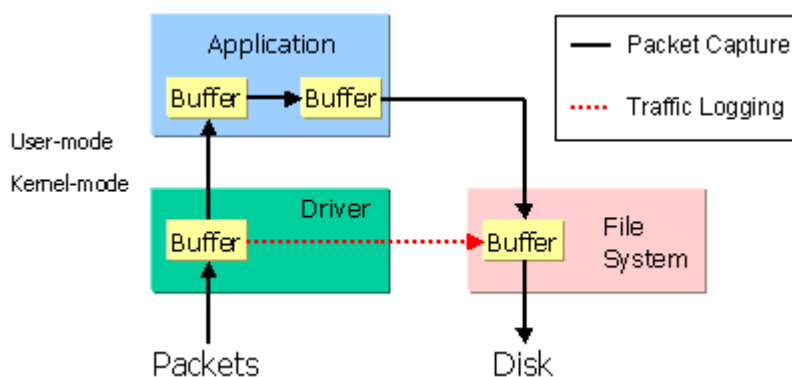 Application
Packet Capture
Buffer
Buffer
Traffic Logging
User-mode
Kernel-mode
Driver
Buffer
Buffer
File
System
Packets
Disk